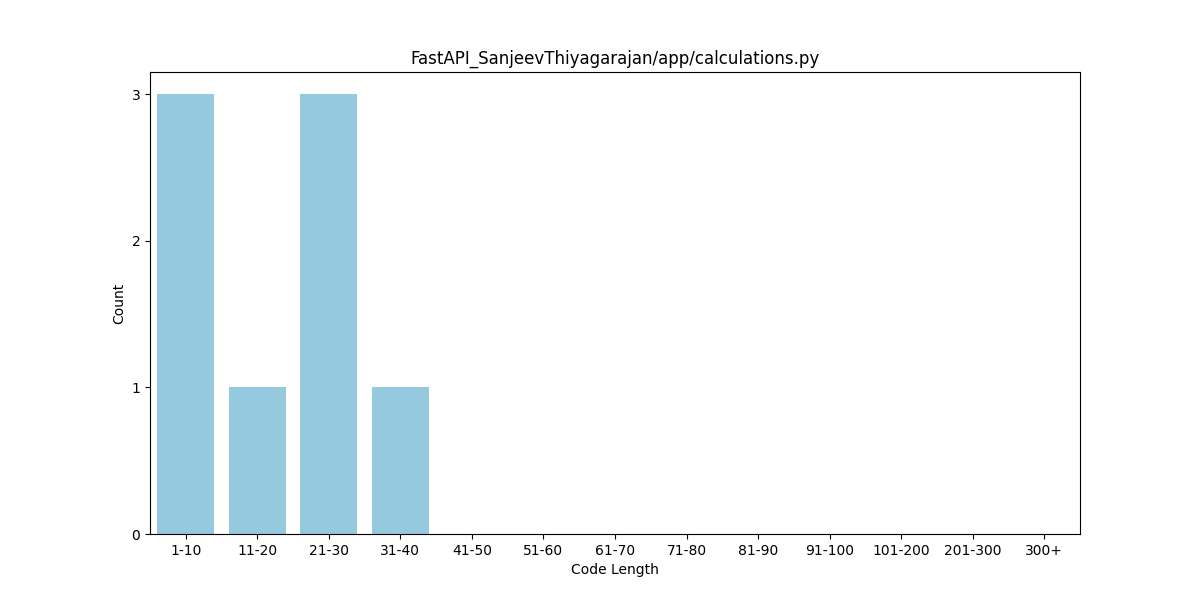 FastAPI_SanjeevThiyagarajan/app/calculations.py
3
2
1
0
Count
1-10 11-20 21-30 31-40 41-50 51-60 61-70 71-80 81-90 91-100 101-200 201-300 300+
Code Length